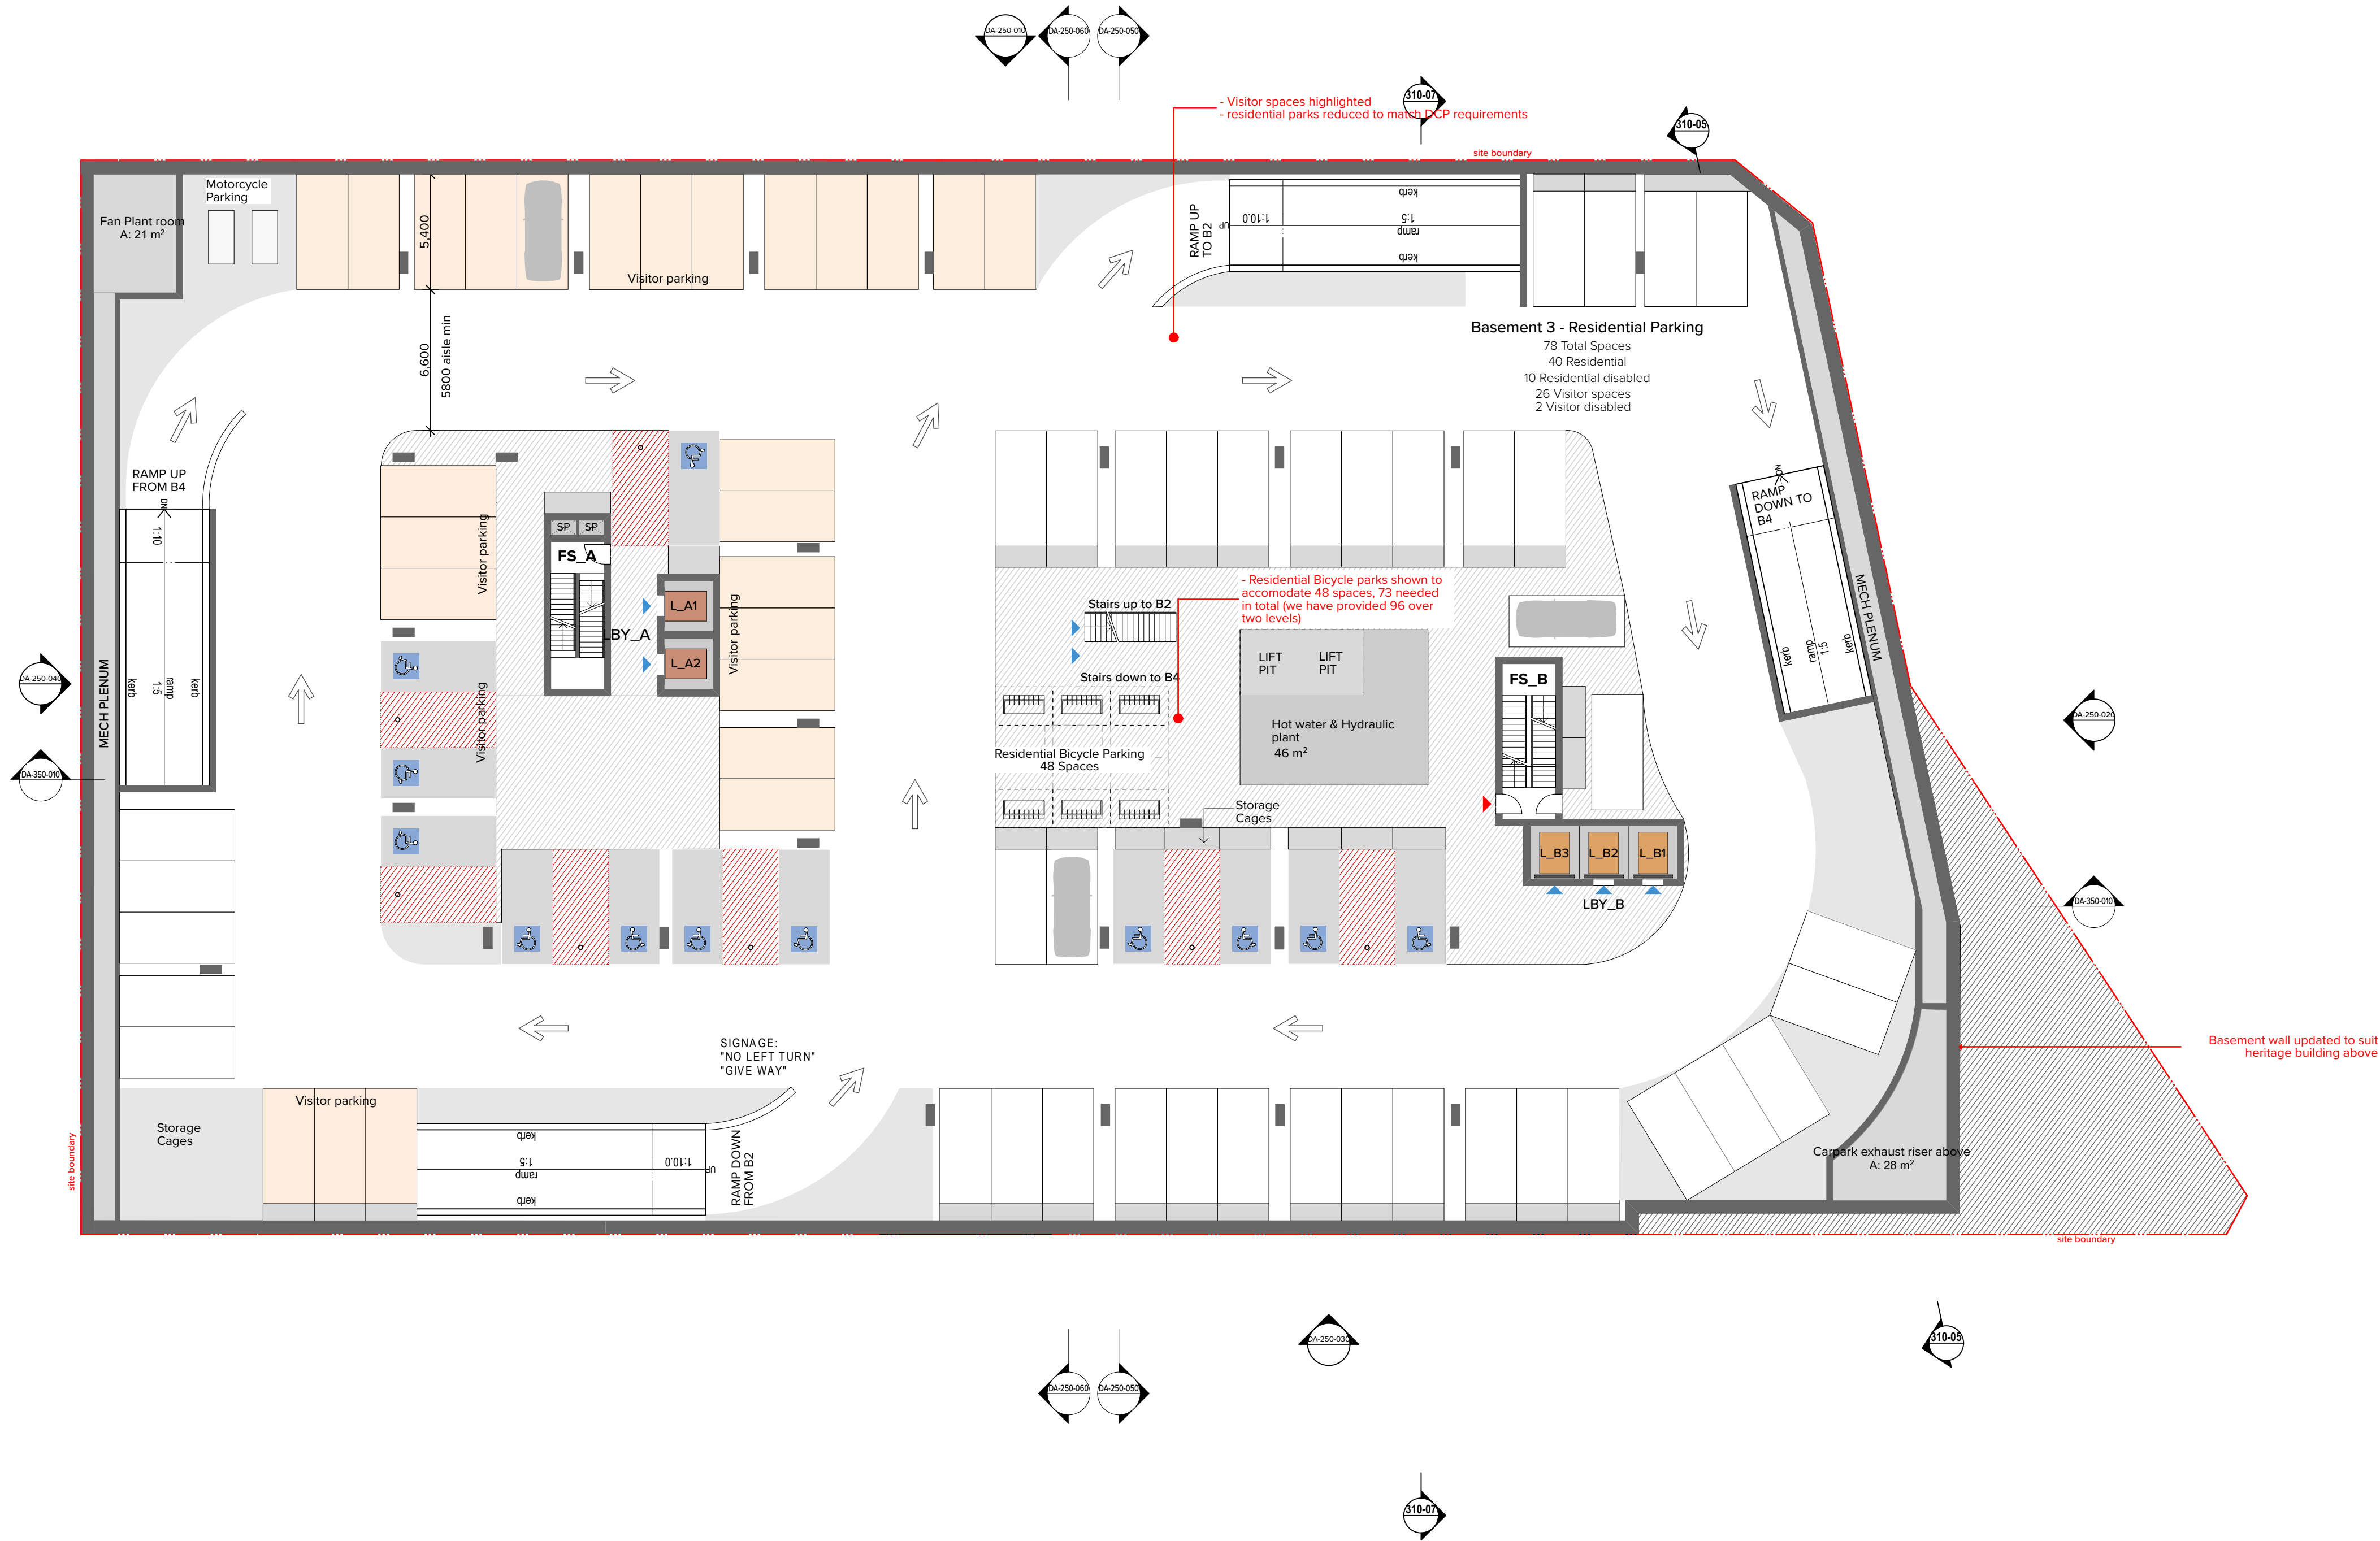 DA-250-010
DA-250-060
DA-250-050
310-07
310-05
- Visitor spaces highlighted
- residential parks reduced to match DCP requirements
site boundary
Motorcycle
Parking
Fan Plant room
A: 21 m²
5,400
Visitor parking
6,600
5800 aisle min
RAMP UP
TO B2
UP
1:10.0
kerb
1:5
ramp
kerb
Basement 3 - Residential Parking
78 Total Spaces
40 Residential
10 Residential disabled
26 Visitor spaces
2 Visitor disabled
RAMP UP
FROM B4
DN
1:10
kerb
1:5
ramp
kerb
MECH PLENUM
Visitor parking
Visitor parking
SP
SP
FS_A
L_A1
LBY_A
L_A2
Visitor parking
Stairs up to B2
Stairs down to B4
- Residential Bicycle parks shown to
accomodate 48 spaces, 73 needed
in total (we have provided 96 over
two levels)
LIFT
PIT
LIFT
PIT
Hot water & Hydraulic
plant
46 m²
Residential Bicycle Parking
48 Spaces
Storage
Cages
FS_B
L_B3
L_B2
L_B1
LBY_B
RAMP
DOWN TO
B4
kerb
ramp
1:5
kerb
MECH PLENUM
DA-250-040
DA-350-010
DA-250-020
DA-350-010
SIGNAGE:
"NO LEFT TURN"
"GIVE WAY"
Basement wall updated to suit
heritage building above
Visitor parking
Storage
Cages
kerb
1:5
ramp
kerb
1:10.0
UP
RAMP DOWN
FROM B2
Carpark exhaust riser above
A: 28 m²
site boundary
site boundary
DA-250-030
310-05
DA-250-060
DA-250-050
310-07